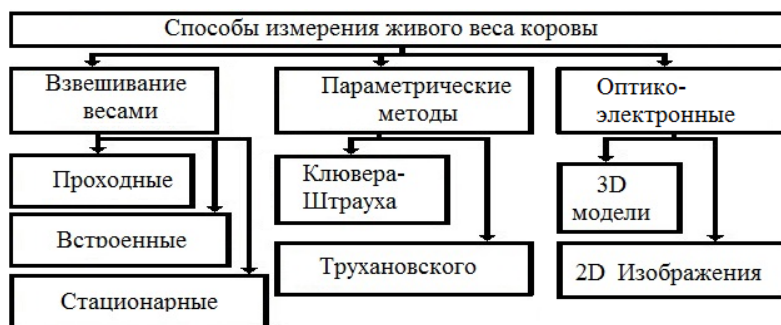 Способы измерения живого веса коровы
Взвешивание
весами
Параметрические
методы
Оптико-
электронные
Проходные
Встроенные
Стационарные
Клювера-
Штрауха
Трухановского
3D
модели
2D Изображения